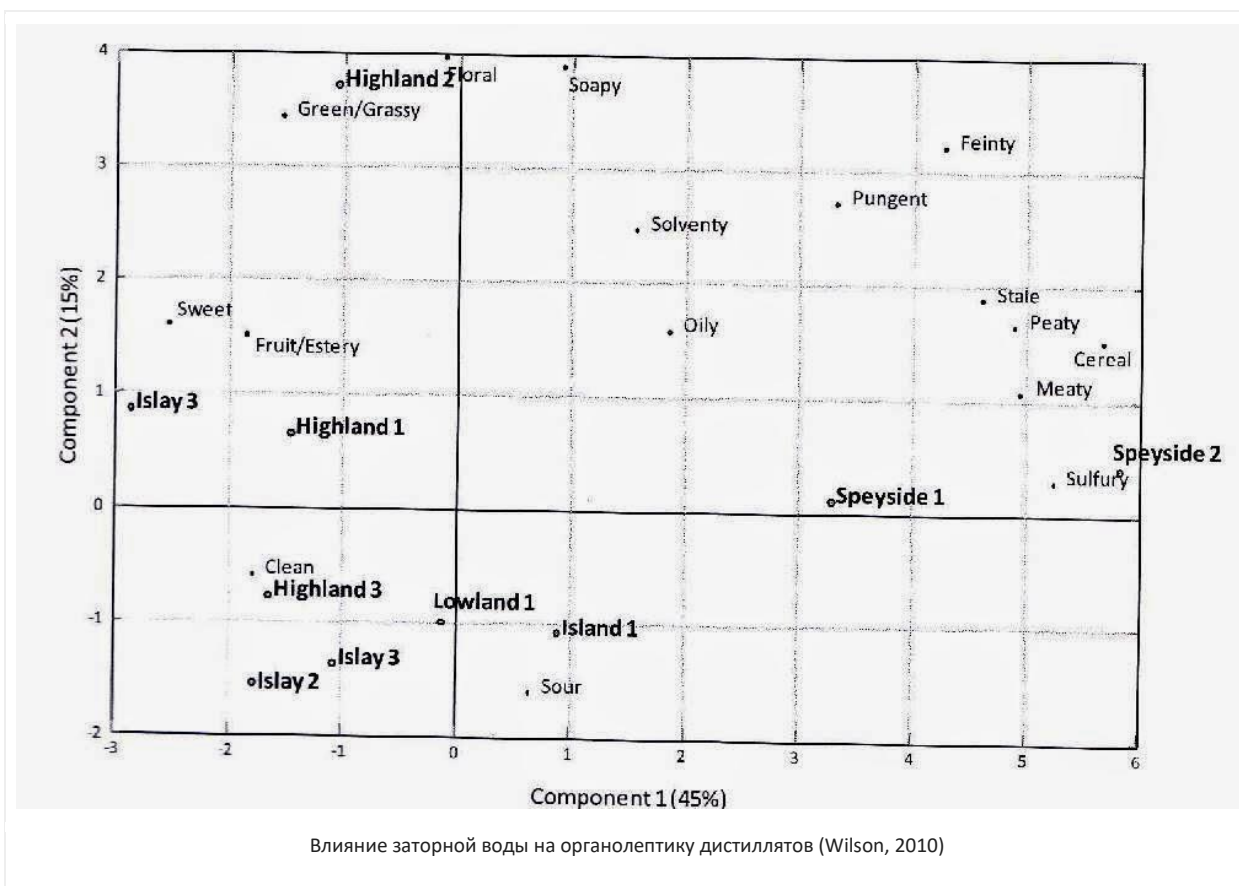 4
Highland 2
Floral
Soapy
Green/Grassy
Feinty
3
Pungent
Solventy
2
Stale
Sweet
Oily
Peaty
Fruit/Estery
Cereal
1
Meaty
Islay 3
Highland 1
Speyside 2
Sulfury
0
Speyside 1
Clean
Highland 3
Lowland 1
-1
Island 1
Islay 3
Islay 2
Sour
-2
-3 -2 -1 0 1 2 3 4 5 6
Component 1 (45%)
Component 2 (15%)
Влияние заторной воды на органолептику дистиллятов (Wilson, 2010)